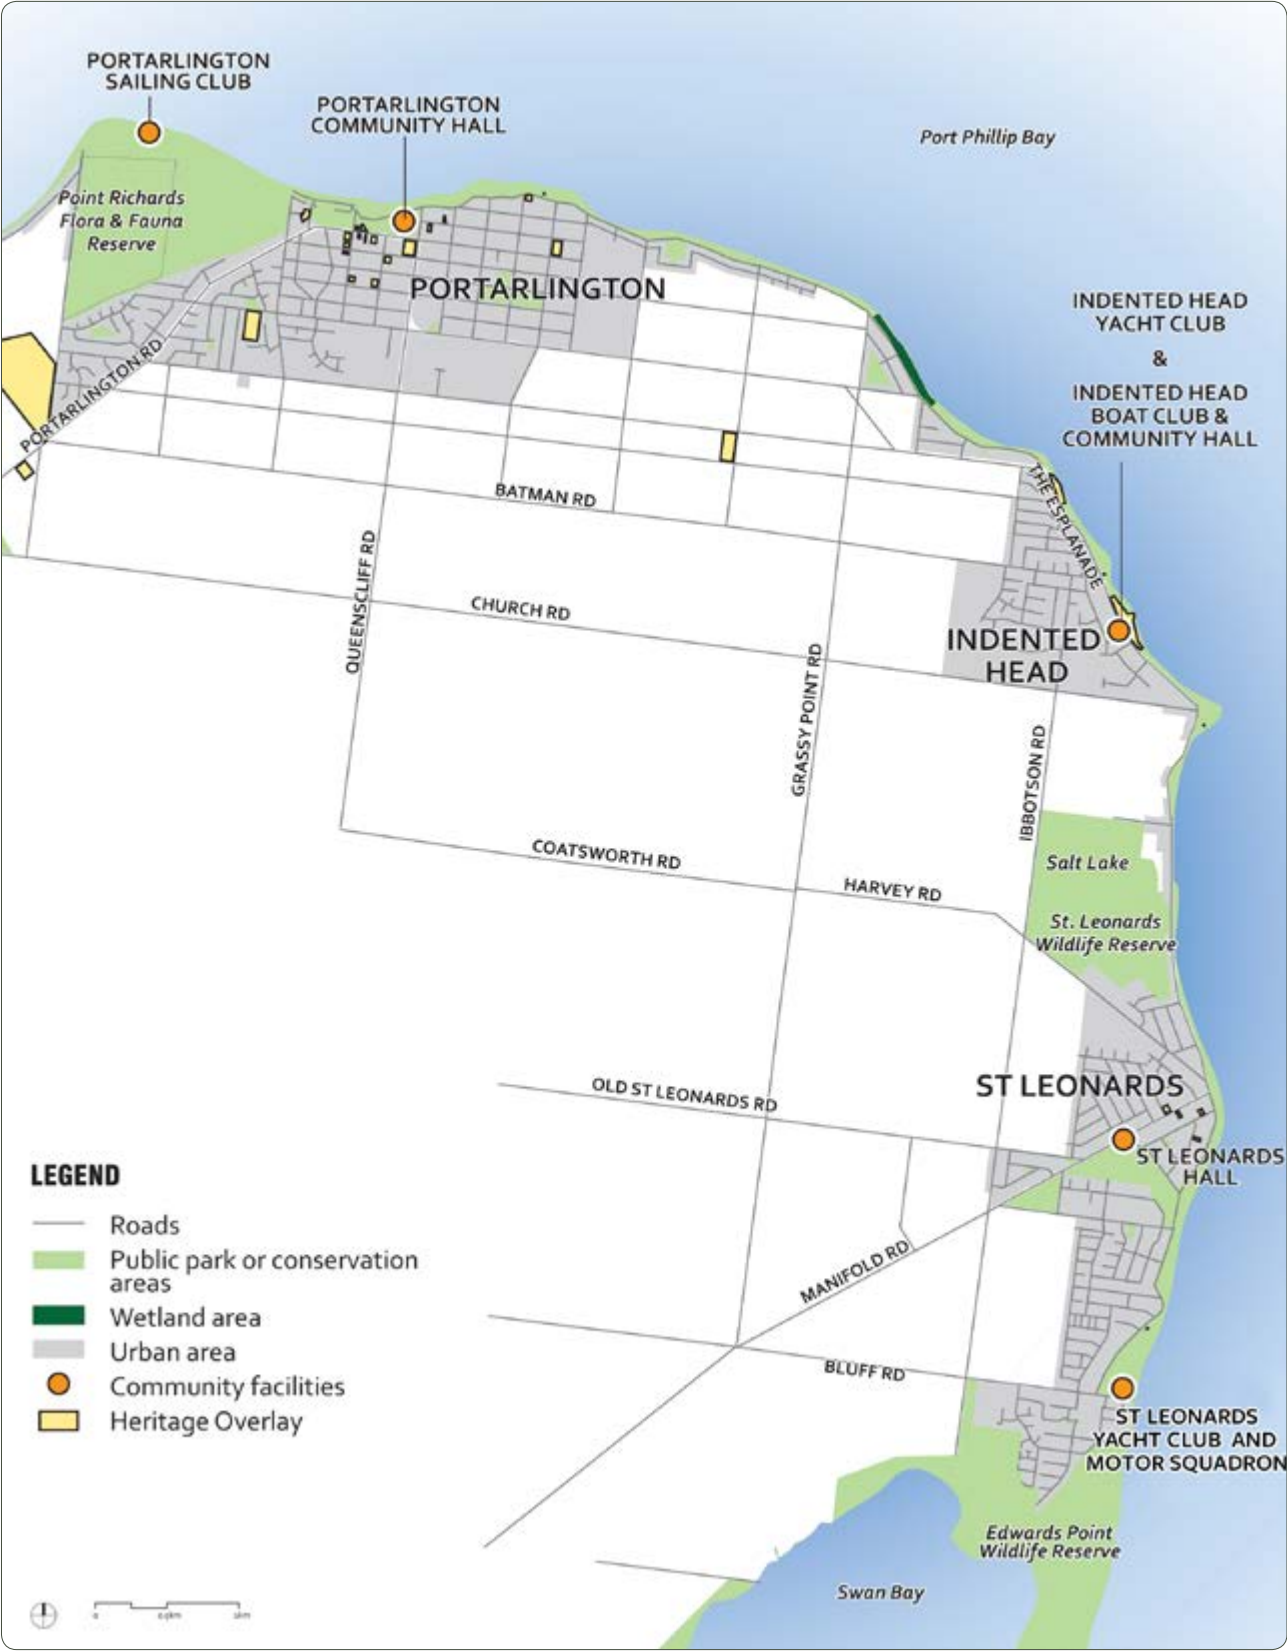 PORTARLINGTON
SAILING CLUB
PORTARLINGTON
COMMUNITY HALL
Port Phillip Bay
Point Richards
Flora & Fauna
Reserve
PORTARLINGTON
INDENTED HEAD
YACHT CLUB
&
INDENTED HEAD
BOAT CLUB &
COMMUNITY HALL
PORTARLINGTON RD
THE ESPLANADE
BATMAN RD
QUEENSCLIFF RD
CHURCH RD
INDENTED
HEAD
GRASSY POINT RD
IBBOTSON RD
COATSWORTH RD
HARVEY RD
Salt Lake
St. Leonards
Wildlife Reserve
OLD ST LEONARDS RD
ST LEONARDS
ST LEONARDS
HALL
MANIFOLD RD
BLUFF RD
ST LEONARDS
YACHT CLUB AND
MOTOR SQUADRON
Edwards Point
Wildlife Reserve
Swan Bay
LEGEND
Roads
Public park or conservation
areas
Wetland area
Urban area
Community facilities
Heritage Overlay
0